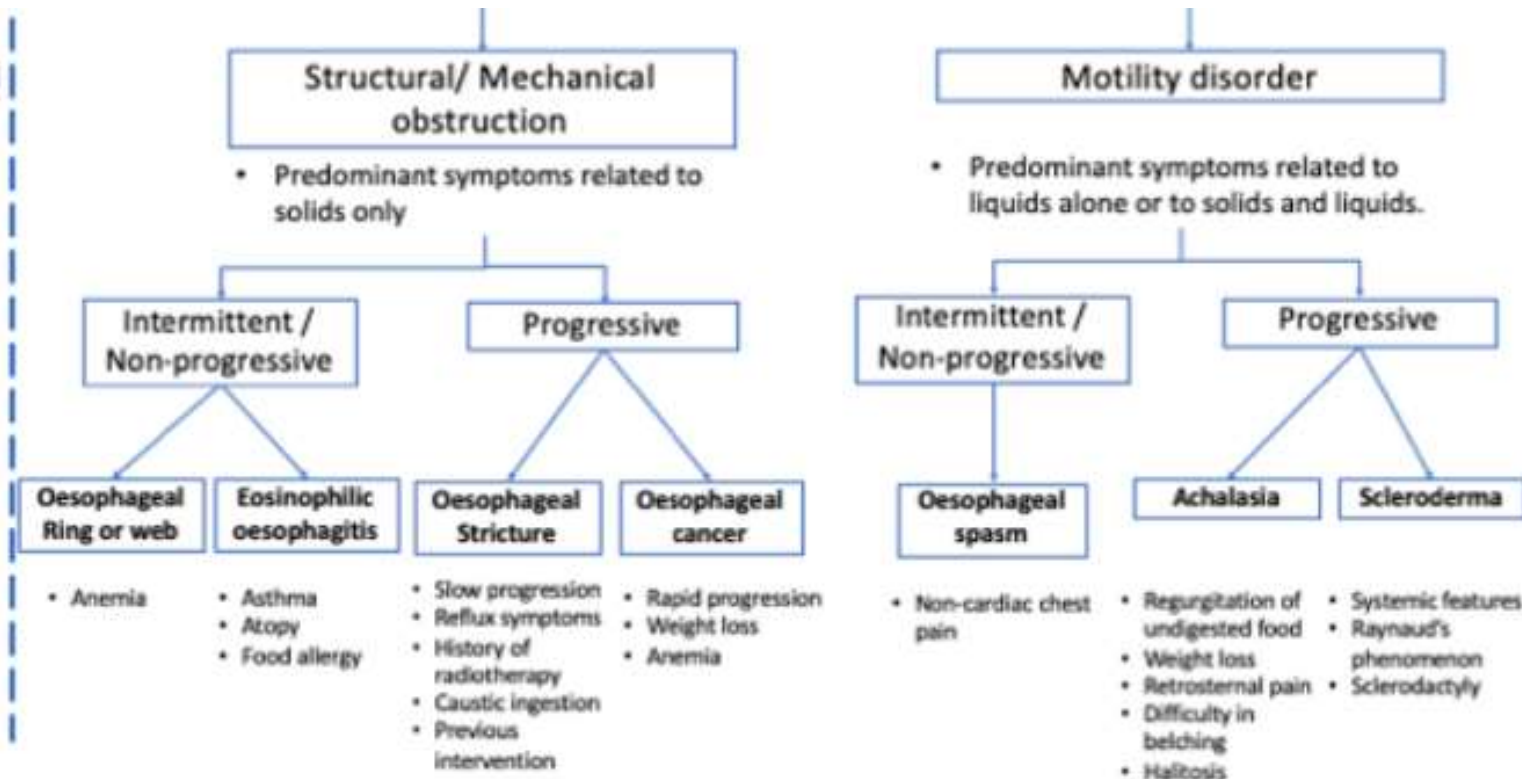 Structural/ Mechanical
obstruction
• Predominant symptoms related to
solids only
Intermittent /
Non-progressive
Progressive
Oesophageal
Ring or web
• Anemia
Eosinophilic
oesophagitis
• Asthma
• Atopy
• Food allergy
Oesophageal
Stricture
• Slow progression
• Reflux symptoms
• History of
radiotherapy
• Caustic ingestion
• Previous
intervention
Oesophageal
cancer
• Rapid progression
• Weight loss
• Anemia
Motility disorder
• Predominant symptoms related to
liquids alone or to solids and liquids.
Intermittent /
Non-progressive
Progressive
Oesophageal
spasm
• Non-cardiac chest
pain
Achalasia
• Regurgitation of
undigested food
• Weight loss
• Retrosternal pain
• Difficulty in
belching
• Halitosis
Scleroderma
• Systemic features
• Raynaud's
phenomenon
• Sclerodactyly